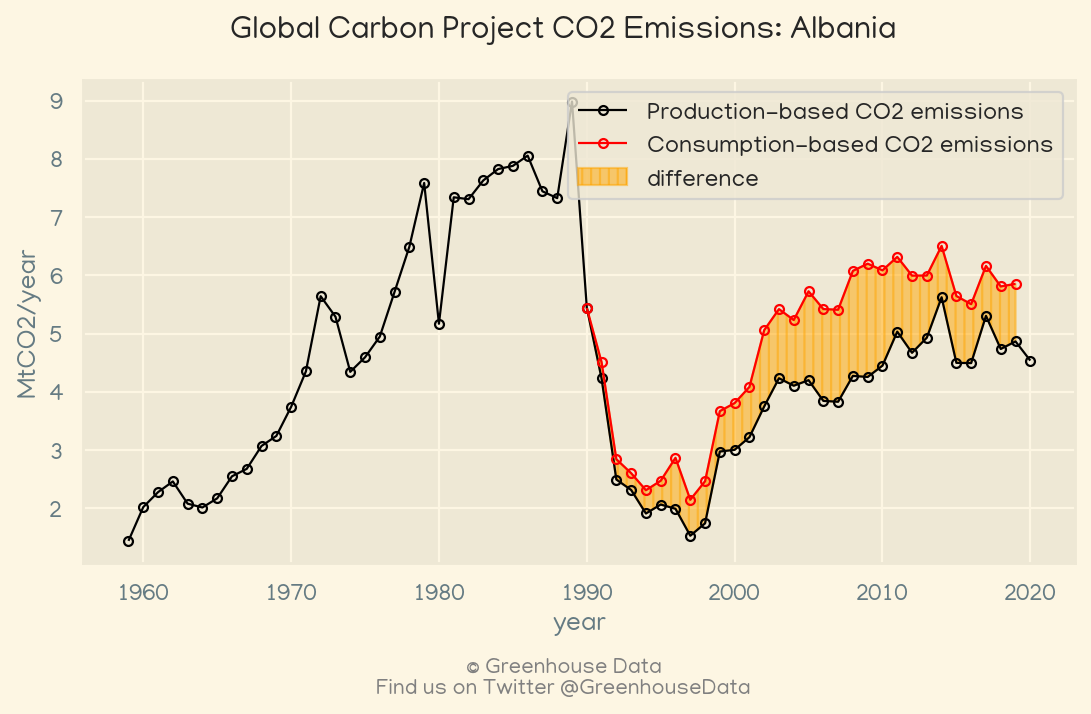 Global Carbon Project CO2 Emissions: Albania
9
8
7
6
5
4
3
2
MtCO2/year
Production-based CO2 emissions
Consumption-based CO2 emissions
difference
1960 1970 1980 1990 2000 2010 2020
year
© Greenhouse Data
Find us on Twitter @GreenhouseData